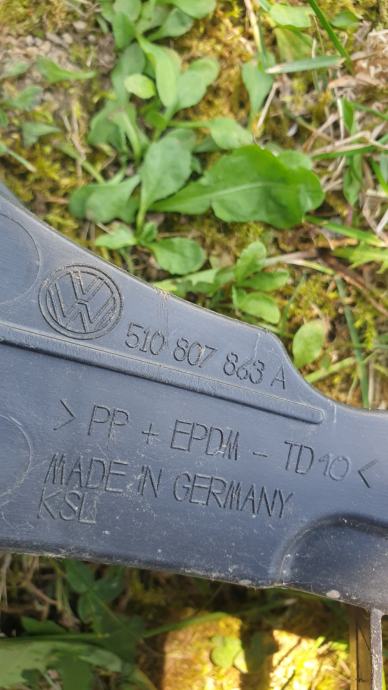 VW
510 807 863 A
>PP + EPDM - TD10<
MADE IN GERMANY
KSL